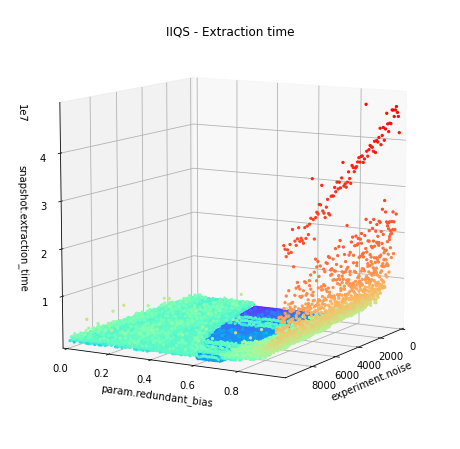 IIQS - Extraction time
1e7
snapshot.extraction_time
4
3
2
1
0.0
0.2
0.4
0.6
0.8
param.redundant_bias
8000
6000
4000
2000
0
experiment.noise